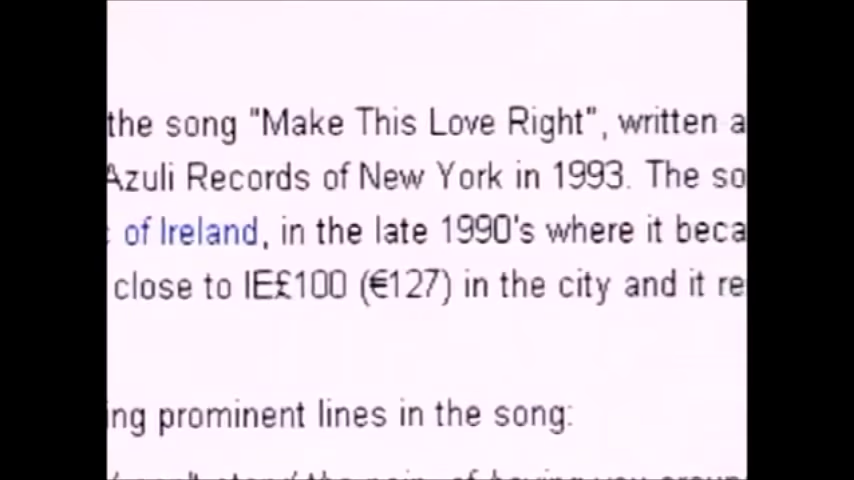 the song "Make This Love Right", written a
Azuli Records of New York in 1993. The so
of Ireland, in the late 1990's where it beca
close to IE£100 (€127) in the city and it re
ing prominent lines in the song: